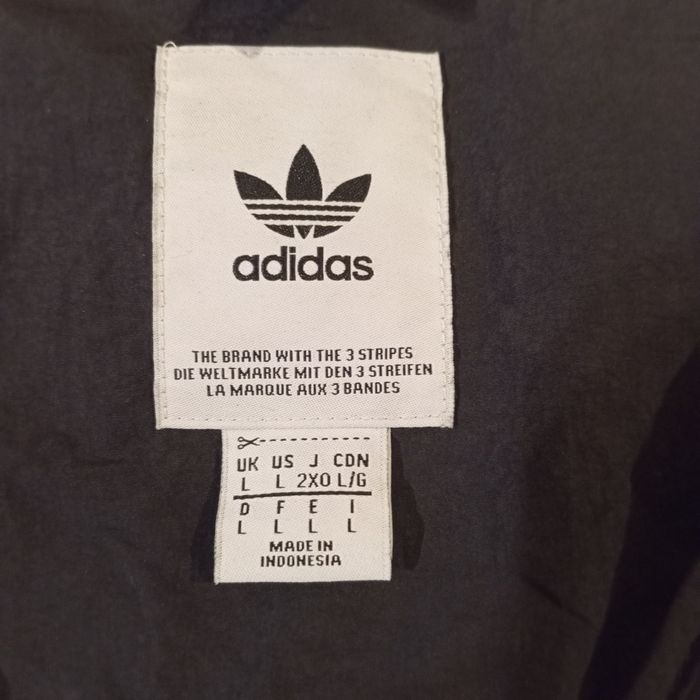 adidas
THE BRAND WITH THE 3 STRIPES
DIE WELTMARKE MIT DEN 3 STREIFEN
LA MARQUE AUX 3 BANDES
UK US J CDN
L L 2XO L/G
D F E I
L L L L
MADE IN
INDONESIA